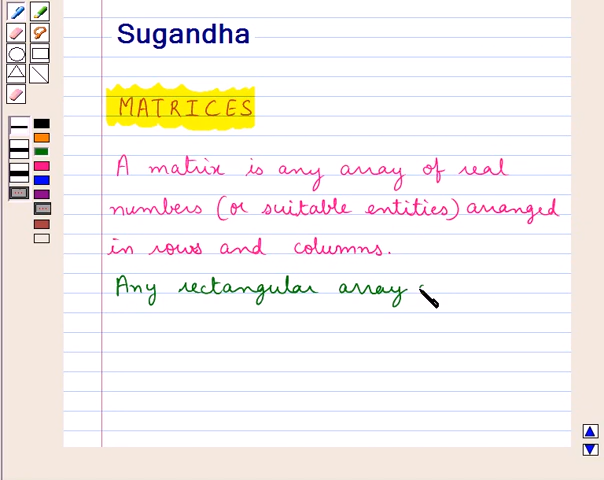 Sugandha
MATRICES
A matrix is any array of real
numbers (or suitable entities) arranged
in rows and columns.
Any rectangular array